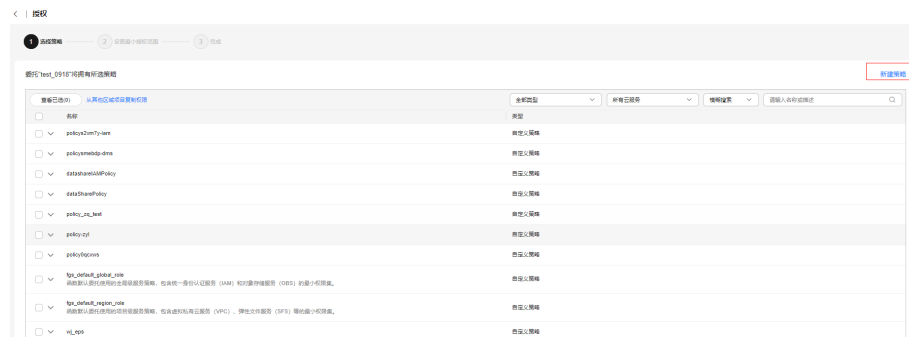 授权
1 选择策略 2 设置最小授权范围 3 完成
委托"test_0918"将拥有所选策略
新建策略
查看已选(0) 从其他区域项目复制权限 全部类型 所有云服务 模糊搜索 请输入名称或描述
名称 类型
policys2vm7y-iam 自定义策略
policysmebdp-dms 自定义策略
datashareIAMPolicy 自定义策略
dataSharePolicy 自定义策略
policy_zq_test 自定义策略
policy-zyl 自定义策略
自定义策略
fgs_default_global_role 自定义策略
函数默认委托使用的全局级服务策略，包含统一身份认证服务（IAM）和对象存储服务（OBS）的最小权限集。
fgs_default_region_role 自定义策略
函数默认委托使用的项目级服务策略，包含虚拟私有云服务（VPC）、弹性文件服务（SFS）等的最小权限集。
wj_eps 自定义策略